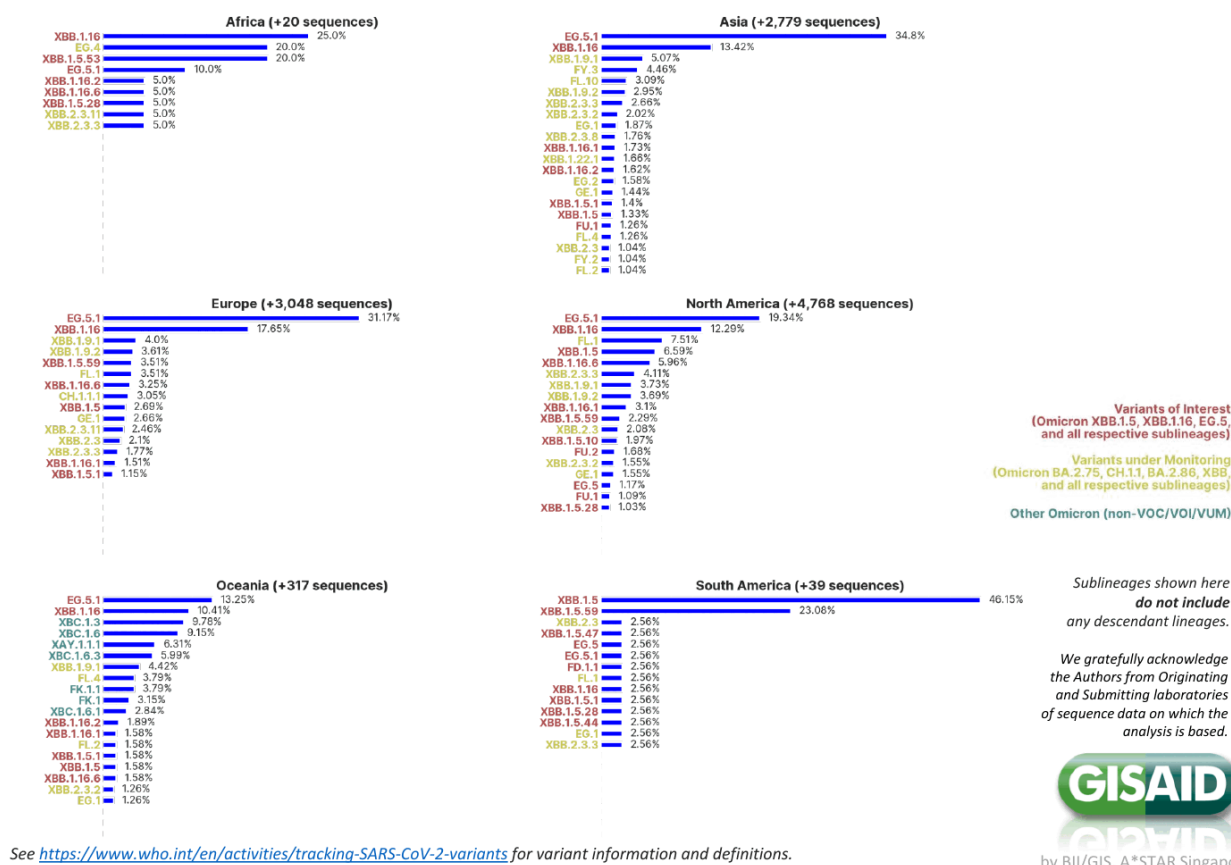 Africa (+20 sequences)
XBB.1.16 25.0%
EG.4 20.0%
XBB.1.5.53 20.0%
EG.5.1 10.0%
XBB.1.16.2 5.0%
XBB.1.16.6 5.0%
XBB.1.5.28 5.0%
XBB.2.3.11 5.0%
XBB.2.3.3 5.0%
Asia (+2,779 sequences)
EG.5.1 34.8%
XBB.1.16 13.42%
XBB.1.9.1 5.07%
FY.3 4.46%
FL.10 3.09%
XBB.1.9.2 2.95%
XBB.2.3.3 2.66%
XBB.2.3.2 2.02%
EG.1 1.87%
XBB.2.3.8 1.76%
XBB.1.16.1 1.73%
XBB.1.22.1 1.66%
XBB.1.16.2 1.62%
EG.2 1.58%
GE.1 1.44%
XBB.1.5.1 1.4%
XBB.1.5 1.33%
FU.1 1.26%
FL.4 1.26%
XBB.2.3 1.04%
FY.2 1.04%
FL.2 1.04%
Europe (+3,048 sequences)
EG.5.1 31.17%
XBB.1.16 17.65%
XBB.1.9.1 4.0%
XBB.1.9.2 3.61%
XBB.1.5.59 3.51%
FL.1 3.51%
XBB.1.16.6 3.25%
CH.1.1.1 3.05%
XBB.1.5 2.69%
GE.1 2.66%
XBB.2.3.11 2.46%
XBB.2.3 2.1%
XBB.2.3.3 1.77%
XBB.1.16.1 1.51%
XBB.1.5.1 1.15%
North America (+4,768 sequences)
EG.5.1 19.34%
XBB.1.16 12.29%
FL.1 7.51%
XBB.1.5 6.59%
XBB.1.16.6 5.96%
XBB.2.3.3 4.11%
XBB.1.9.1 3.73%
XBB.1.9.2 3.69%
XBB.1.16.1 3.1%
XBB.1.5.59 2.29%
XBB.2.3 2.08%
XBB.1.5.10 1.97%
FU.2 1.68%
XBB.2.3.2 1.55%
GE.1 1.55%
EG.5 1.17%
FU.1 1.09%
XBB.1.5.28 1.03%
Variants of Interest
(Omicron XBB.1.5, XBB.1.16, EG.5,
and all respective sublineages)
Variants under Monitoring
(Omicron BA.2.75, CH.1.1, BA.2.86, XBB,
and all respective sublineages)
Other Omicron (non-VOC/VOI/VUM)
Oceania (+317 sequences)
EG.5.1 13.25%
XBB.1.16 10.41%
XBC.1.3 9.78%
XBC.1.6 9.15%
XAY.1.1.1 6.31%
XBC.1.6.3 5.99%
XBB.1.9.1 4.42%
FL.4 3.79%
FK.1.1 3.79%
FK.1 3.15%
XBC.1.6.1 2.84%
XBB.1.16.2 1.89%
XBB.1.16.1 1.58%
FL.2 1.58%
XBB.1.5.1 1.58%
XBB.1.5 1.58%
XBB.1.16.6 1.58%
XBB.2.3.2 1.26%
EG.1 1.26%
South America (+39 sequences)
XBB.1.5 46.15%
XBB.1.5.59 23.08%
XBB.2.3 2.56%
XBB.1.5.47 2.56%
EG.5 2.56%
EG.5.1 2.56%
FD.1.1 2.56%
FL.1 2.56%
XBB.1.16 2.56%
XBB.1.5.1 2.56%
XBB.1.5.28 2.56%
XBB.1.5.44 2.56%
EG.1 2.56%
XBB.2.3.3 2.56%
Sublineages shown here
do not include
any descendant lineages.
We gratefully acknowledge
the Authors from Originating
and Submitting laboratories
of sequence data on which the
analysis is based.
GISAID
by BII/GIS, A*STAR Singap
See https://www.who.int/en/activities/tracking-SARS-CoV-2-variants for variant information and definitions.